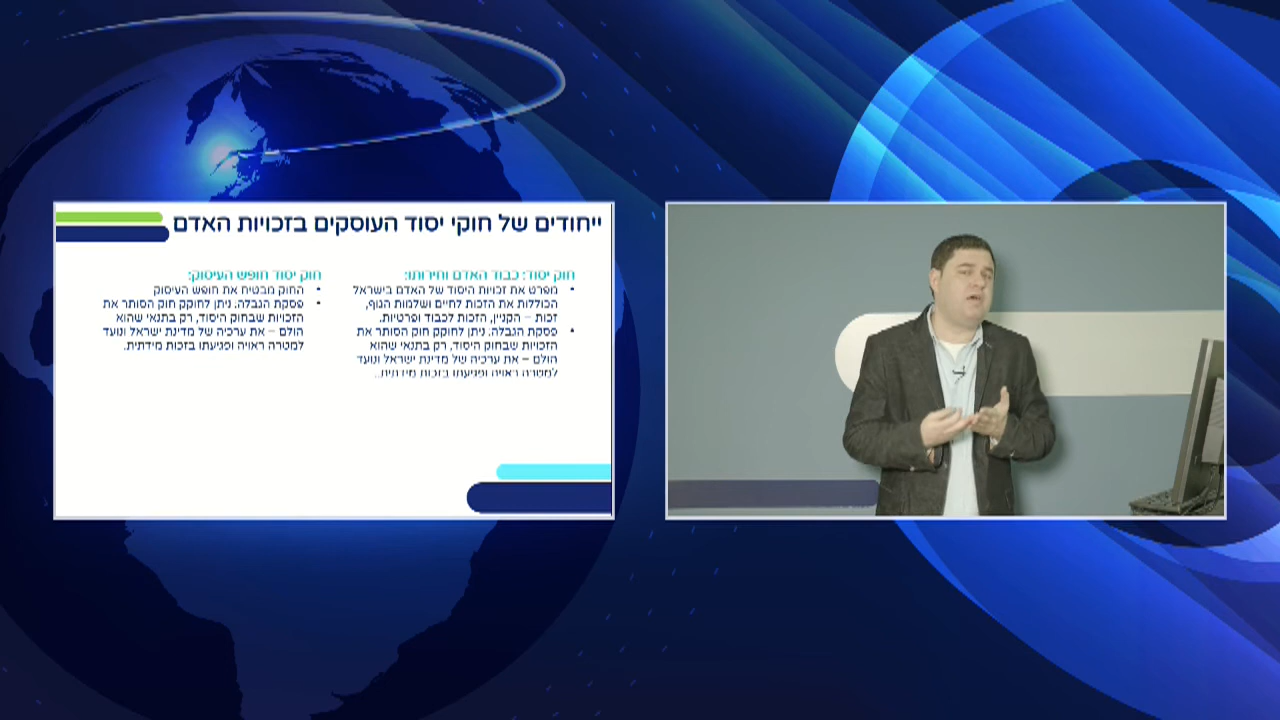 ייחודים של חוקי יסוד העוסקים בזכויות האדם
חוק יסוד: כבוד האדם וחירותו:
מפרט את זכויות היסוד של האדם בישראל
הכוללות את הזכות לחיים ושלמות הגוף,
זכות – הקניין, הזכות לכבוד ופרטיות.
פסקת הגבלה: ניתן לחוקק חוק הסותר את
הזכויות שבחוק היסוד, רק בתנאי שהוא
הולם – את ערכיה של מדינת ישראל ונועד
למטרה ראויה ופגיעתו בזכות מידתית..
חוק יסוד חופש העיסוק:
החוק מבטיח את חופש העיסוק
פסקת הגבלה: ניתן לחוקק חוק הסותר את
הזכויות שבחוק היסוד, רק בתנאי שהוא
הולם – את ערכיה של מדינת ישראל ונועד
למטרה ראויה ופגיעתו בזכות מידתית.